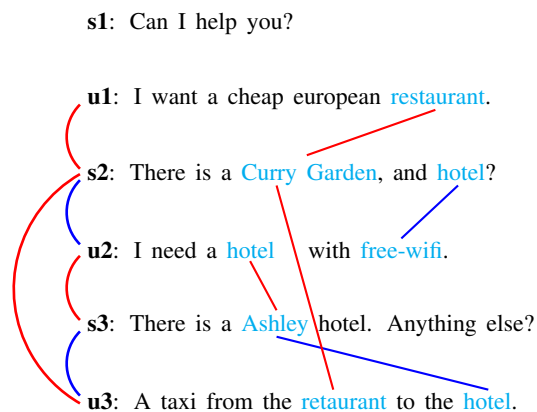 s1: Can I help you?
u1: I want a cheap european restaurant.
s2: There is a Curry Garden, and hotel?
u2: I need a hotel with free-wifi.
s3: There is a Ashley hotel. Anything else?
u3: A taxi from the retaurant to the hotel.